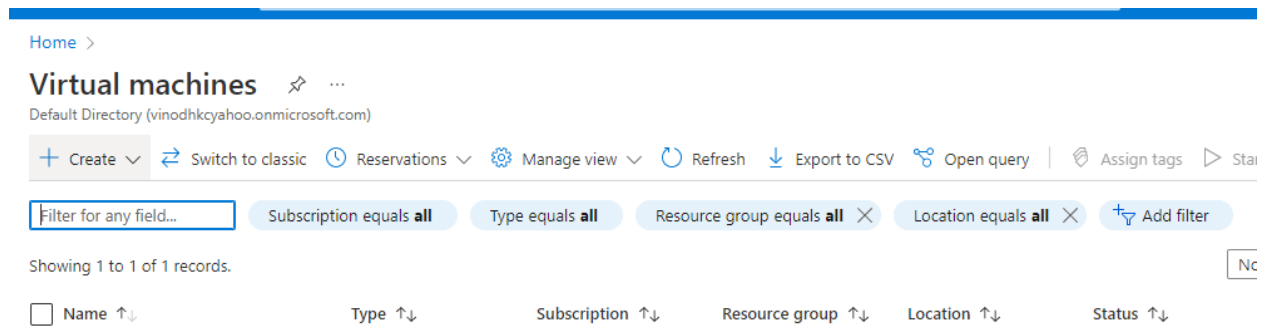 Home >
Virtual machines ...
Default Directory (vinodhkcyahoo.onmicrosoft.com)
+ Create Switch to classic Reservations Manage view Refresh Export to CSV Open query Assign tags
Filter for any field... Subscription equals all Type equals all Resource group equals all Location equals all Add filter
Showing 1 to 1 of 1 records.
Name Type Subscription Resource group Location Status